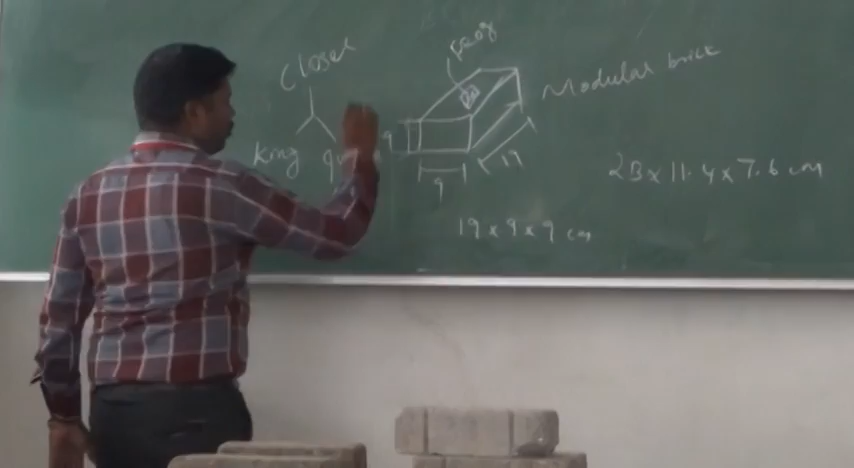 Closer
frog
Modular brick
King
9
19
9
23 x 11.4 x 7.6 cm
19 x 9 x 9 cm